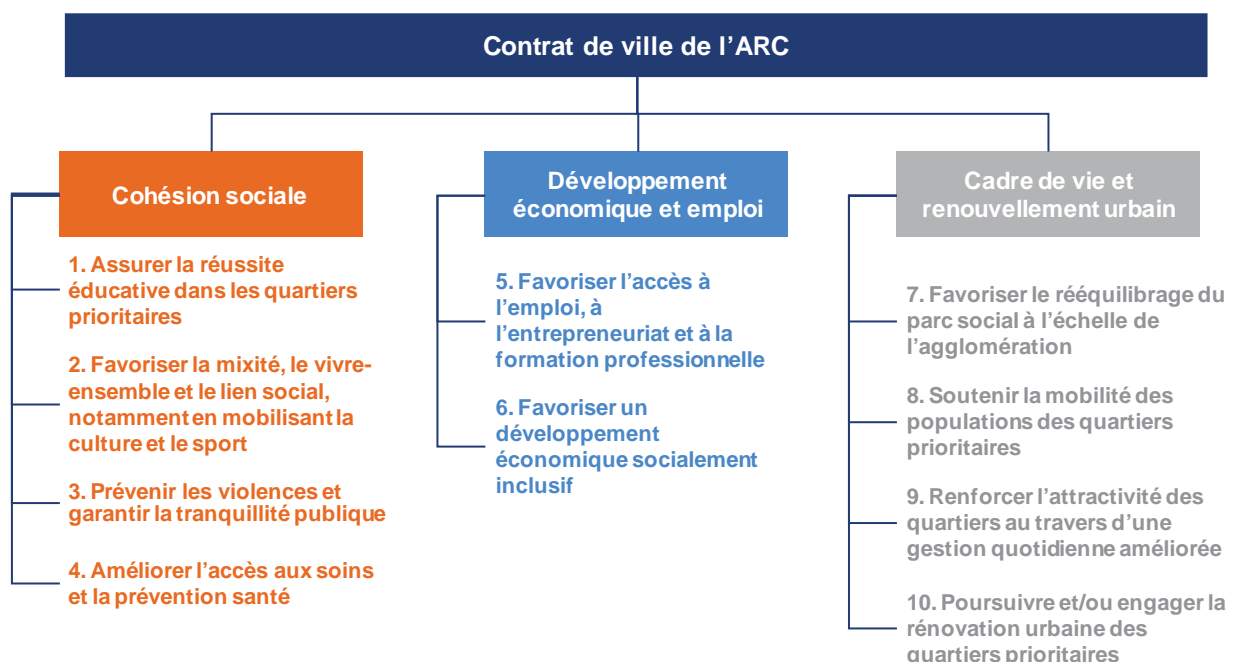 Contrat de ville de l’ARC
Cohésion sociale
1. Assurer la réussite
éducative dans les quartiers
prioritaires
2. Favoriser la mixité, le vivre-
ensemble et le lien social,
notamment en mobilisant la
culture et le sport
3. Prévenir les violences et
garantir la tranquillité publique
4. Améliorer l’accès aux soins
et la prévention santé
Développement
économique et emploi
5. Favoriser l’accès à
l’emploi, à
l’entrepreneuriat et à la
formation professionnelle
6. Favoriser un
développement
économique socialement
inclusif
Cadre de vie et
renouvellement urbain
7. Favoriser le rééquilibrage du
parc social à l’échelle de
l’agglomération
8. Soutenir la mobilité des
populations des quartiers
prioritaires
9. Renforcer l’attractivité des
quartiers au travers d’une
gestion quotidienne améliorée
10. Poursuivre et/ou engager la
rénovation urbaine des
quartiers prioritaires